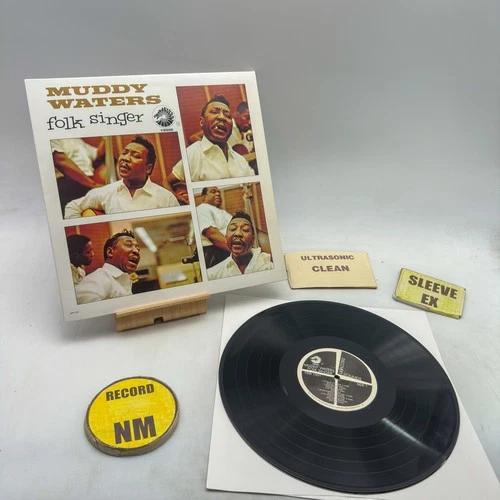 MUDDY
WATERS
folk singer
ULTRASONIC
CLEAN
SLEEVE
EX
RECORD
NM